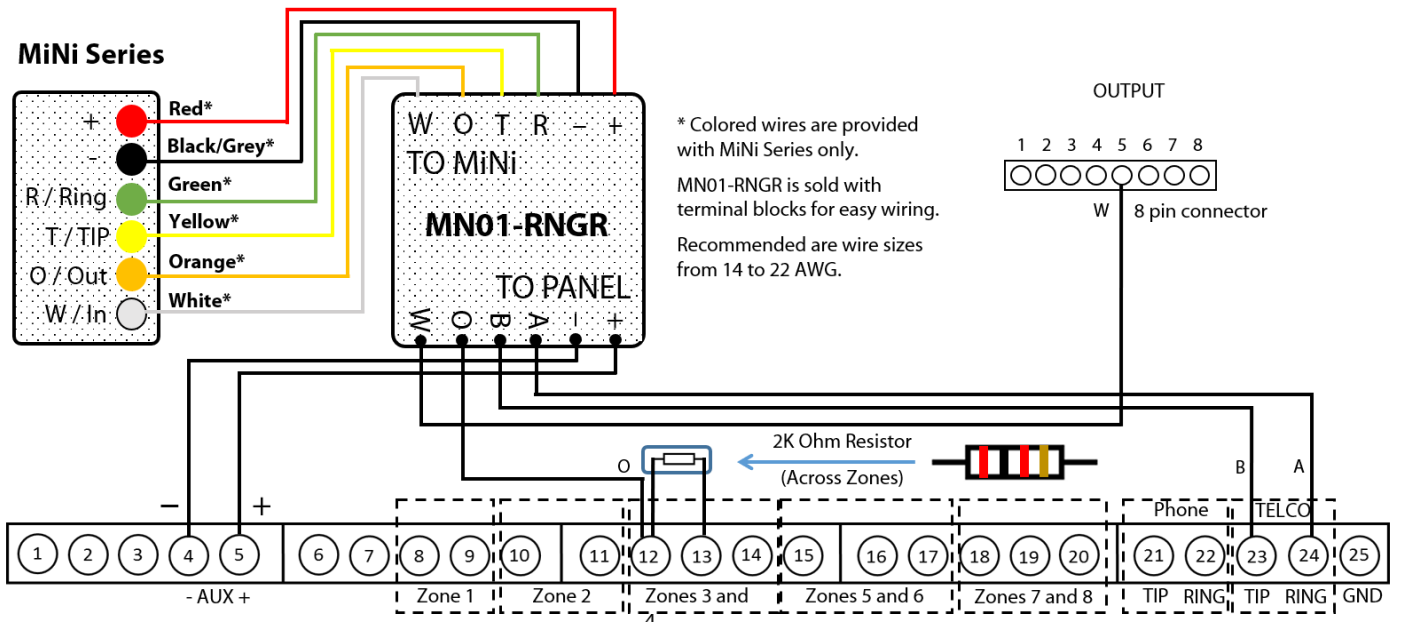 MiNi Series
+
Red*
-
Black/Grey*
R / Ring
Green*
T / TIP
Yellow*
O / Out
Orange*
W / In
White*
W O T R – +
TO MiNi
MN01-RNGR
TO PANEL
W O B A – +
* Colored wires are provided
with MiNi Series only.
MN01-RNGR is sold with
terminal blocks for easy wiring.
Recommended are wire sizes
from 14 to 22 AWG.
OUTPUT
1 2 3 4 5 6 7 8
W 8 pin connector
2K Ohm Resistor
(Across Zones)
O
B A
– +
Phone TELCO
1 2 3 4 5 6 7 8 9 10 11 12 13 14 15 16 17 18 19 20 21 22 23 24 25
- AUX + Zone 1 Zone 2 Zones 3 and Zones 5 and 6 Zones 7 and 8 TIP RING TIP RING GND
4